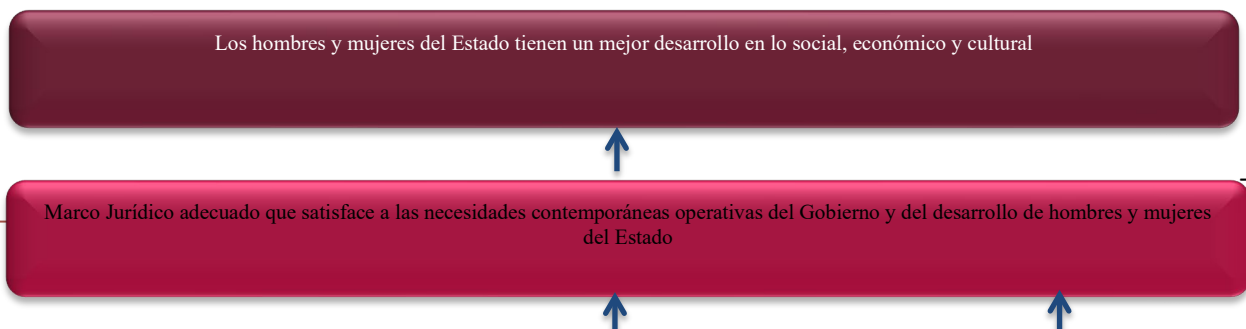 Los hombres y mujeres del Estado tienen un mejor desarrollo en lo social, económico y cultural
Marco Jurídico adecuado que satisface a las necesidades contemporáneas operativas del Gobierno y del desarrollo de hombres y mujeres
del Estado